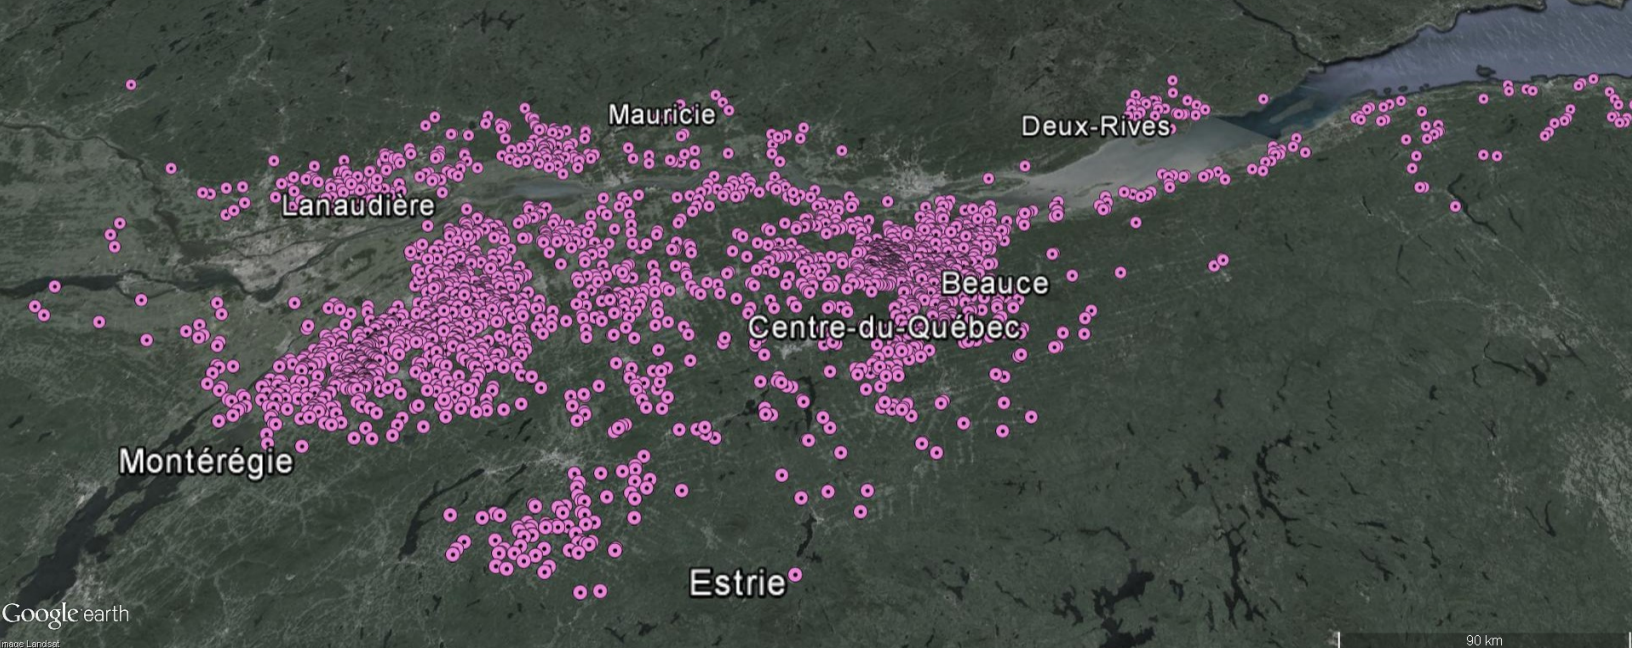 Mauricie
Deux-Rives
Lanaudière
Beauce
Centre-du-Québec
Montérégie
Estrie
Google earth
Image Landsat
90 km